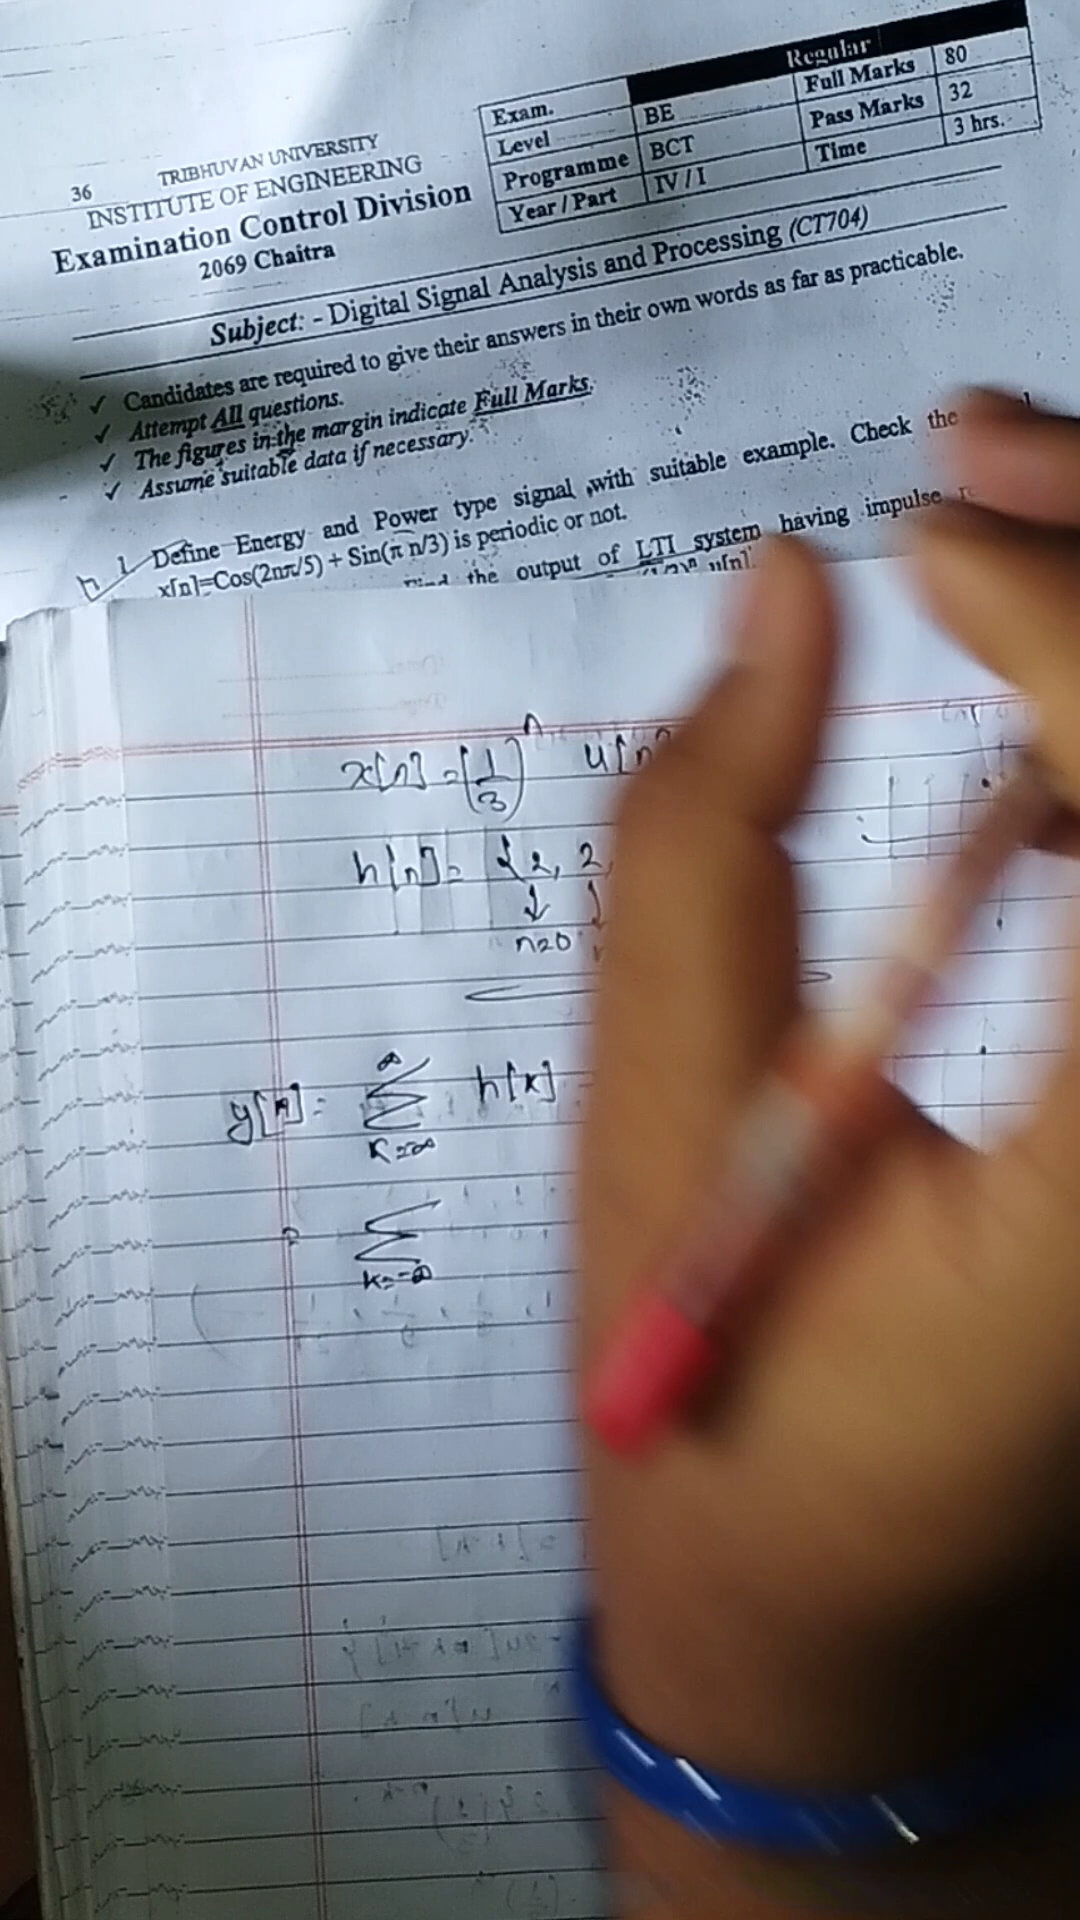 36
TRIBHUVAN UNIVERSITY
INSTITUTE OF ENGINEERING
Examination Control Division
2069 Chaitra
Exam. Regular
Level BE Full Marks 80
Programme BCT Pass Marks 32
Year / Part IV / I Time 3 hrs.
Subject: - Digital Signal Analysis and Processing (CT704)
✓ Candidates are required to give their answers in their own words as far as practicable.
✓ Attempt All questions.
✓ The figures in the margin indicate Full Marks.
✓ Assume suitable data if necessary.
1. Define Energy and Power type signal with suitable example. Check the
x[n]=Cos(2nπ/5) + Sin(π n/3) is periodic or not.
the output of LTI system having impulse
u[n]
x[n] = (1/3)^n u[n
h[n] = {2, 2,
n=0
y[n] = ∑ h[k]
k=-∞
∞
= ∑
k=-∞